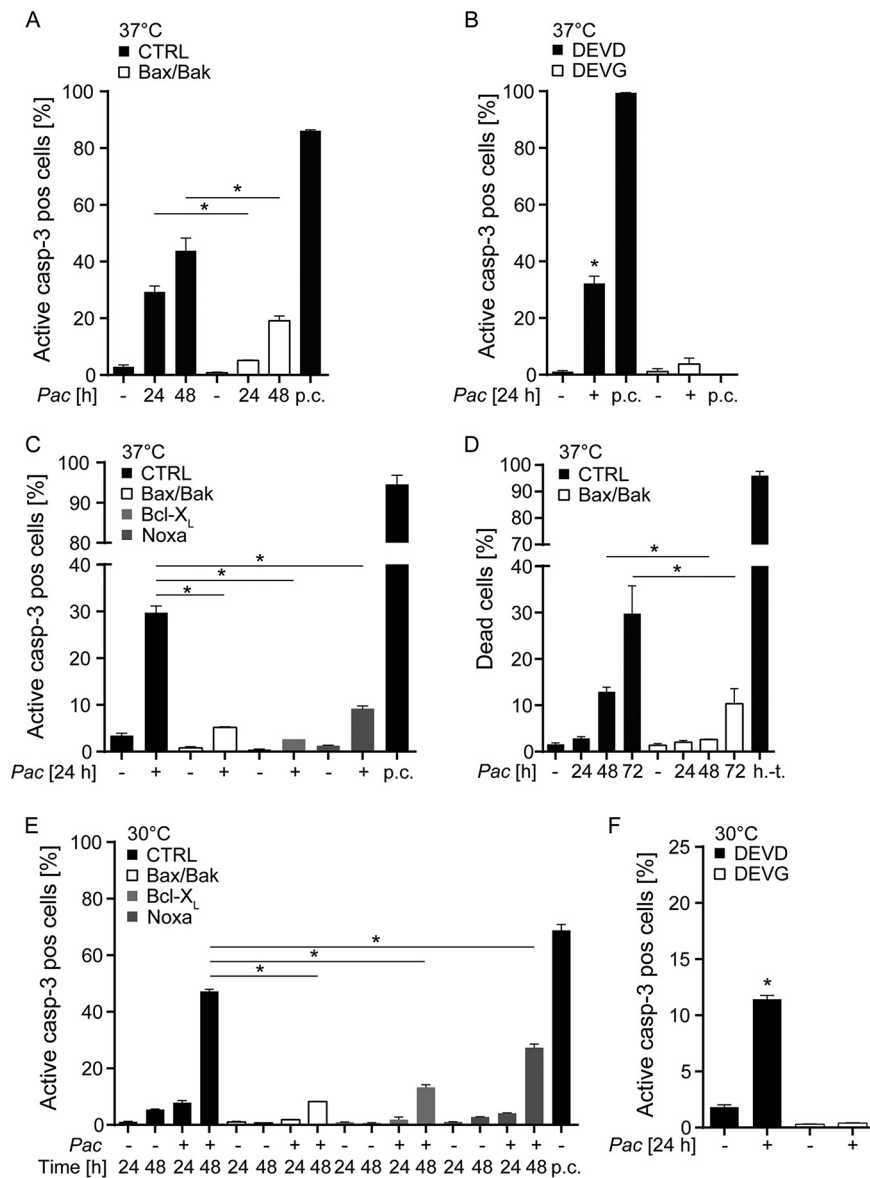 A
37°C
CTRL
Bax/Bak
Active casp-3 pos cells [%]
100
80
60
40
20
0
*
*
Pac [h] - 24 48 - 24 48 p.c.
B
37°C
DEVD
DEVG
Active casp-3 pos cells [%]
100
80
60
40
20
0
*
Pac [24 h] - + p.c. - + p.c.
C
37°C
CTRL
Bax/Bak
Bcl-XL
Noxa
Active casp-3 pos cells [%]
100
90
80
40
30
20
10
0
*
*
*
Pac [24 h] - + - + - + - + p.c.
D
37°C
CTRL
Bax/Bak
Dead cells [%]
100
90
80
70
40
30
20
10
0
*
*
Pac [h] - 24 48 72 - 24 48 72 h.-t.
E
30°C
CTRL
Bax/Bak
Bcl-XL
Noxa
Active casp-3 pos cells [%]
100
80
60
40
20
0
*
*
*
Pac - - + + - - + + - - + + - - + + -
Time [h] 24 48 24 48 24 48 24 48 24 48 24 48 24 48 24 48 p.c.
F
30°C
DEVD
DEVG
Active casp-3 pos cells [%]
25
20
15
10
5
0
*
Pac [24 h] - + - +